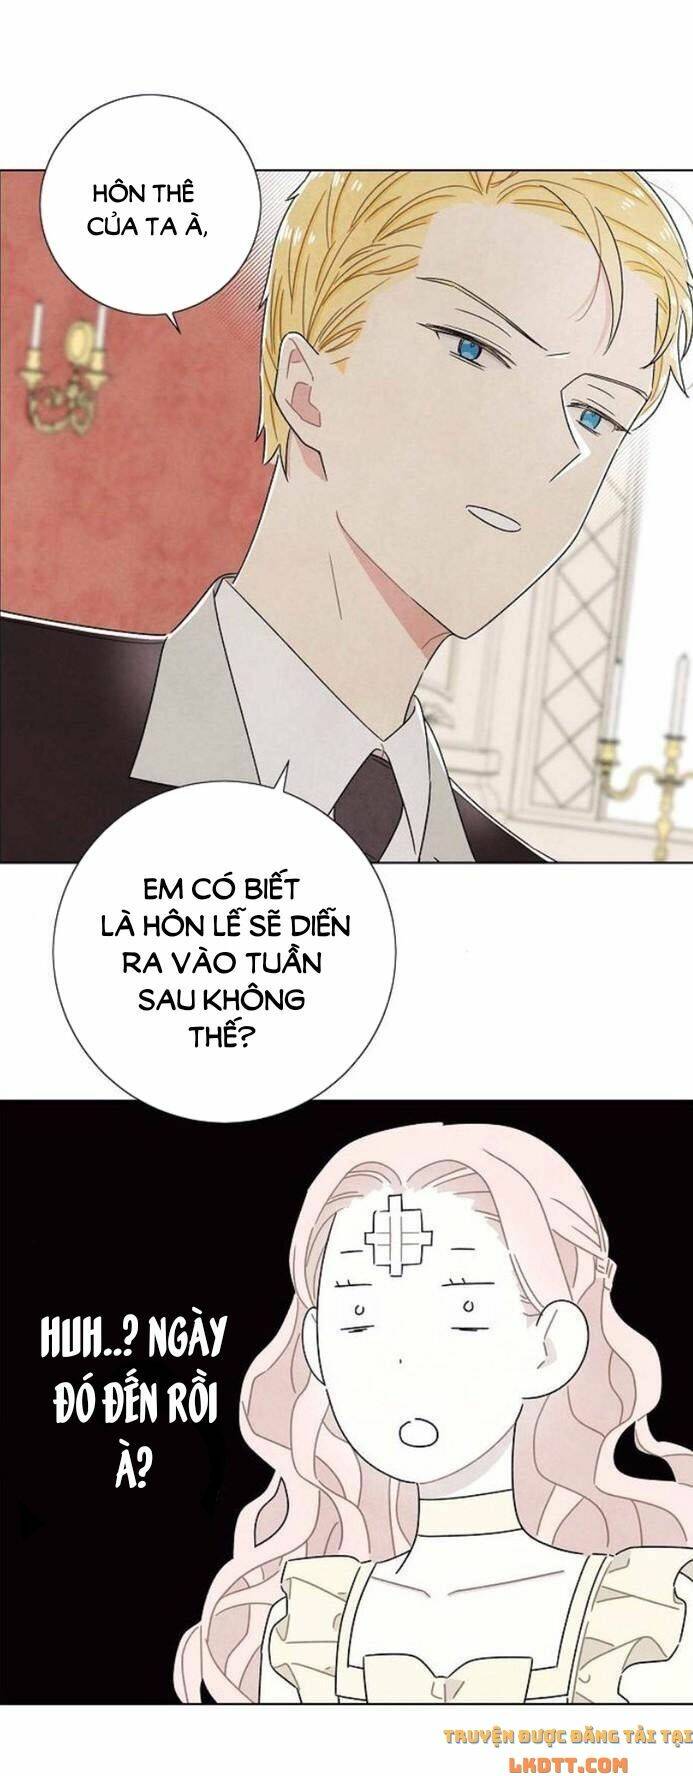 HÔN THÊ
CỦA TA À,
EM CÓ BIẾT
LÀ HÔN LỄ SẼ DIỄN
RA VÀO TUẦN
SAU KHÔNG
THẾ?
HUH..? NGÀY
ĐÓ ĐẾN RỒI
À?
TRUYỆN ĐƯỢC ĐĂNG TẢI TẠI
LKDTT.COM